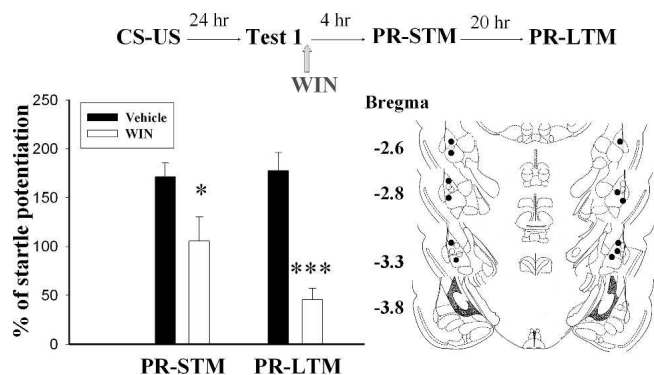 24 hr 4 hr 20 hr
CS-US Test 1 PR-STM PR-LTM
WIN
% of startle potentiation
250
200
150
100
50
0
Vehicle
WIN
*
***
PR-STM PR-LTM
Bregma
-2.6
-2.8
-3.3
-3.8